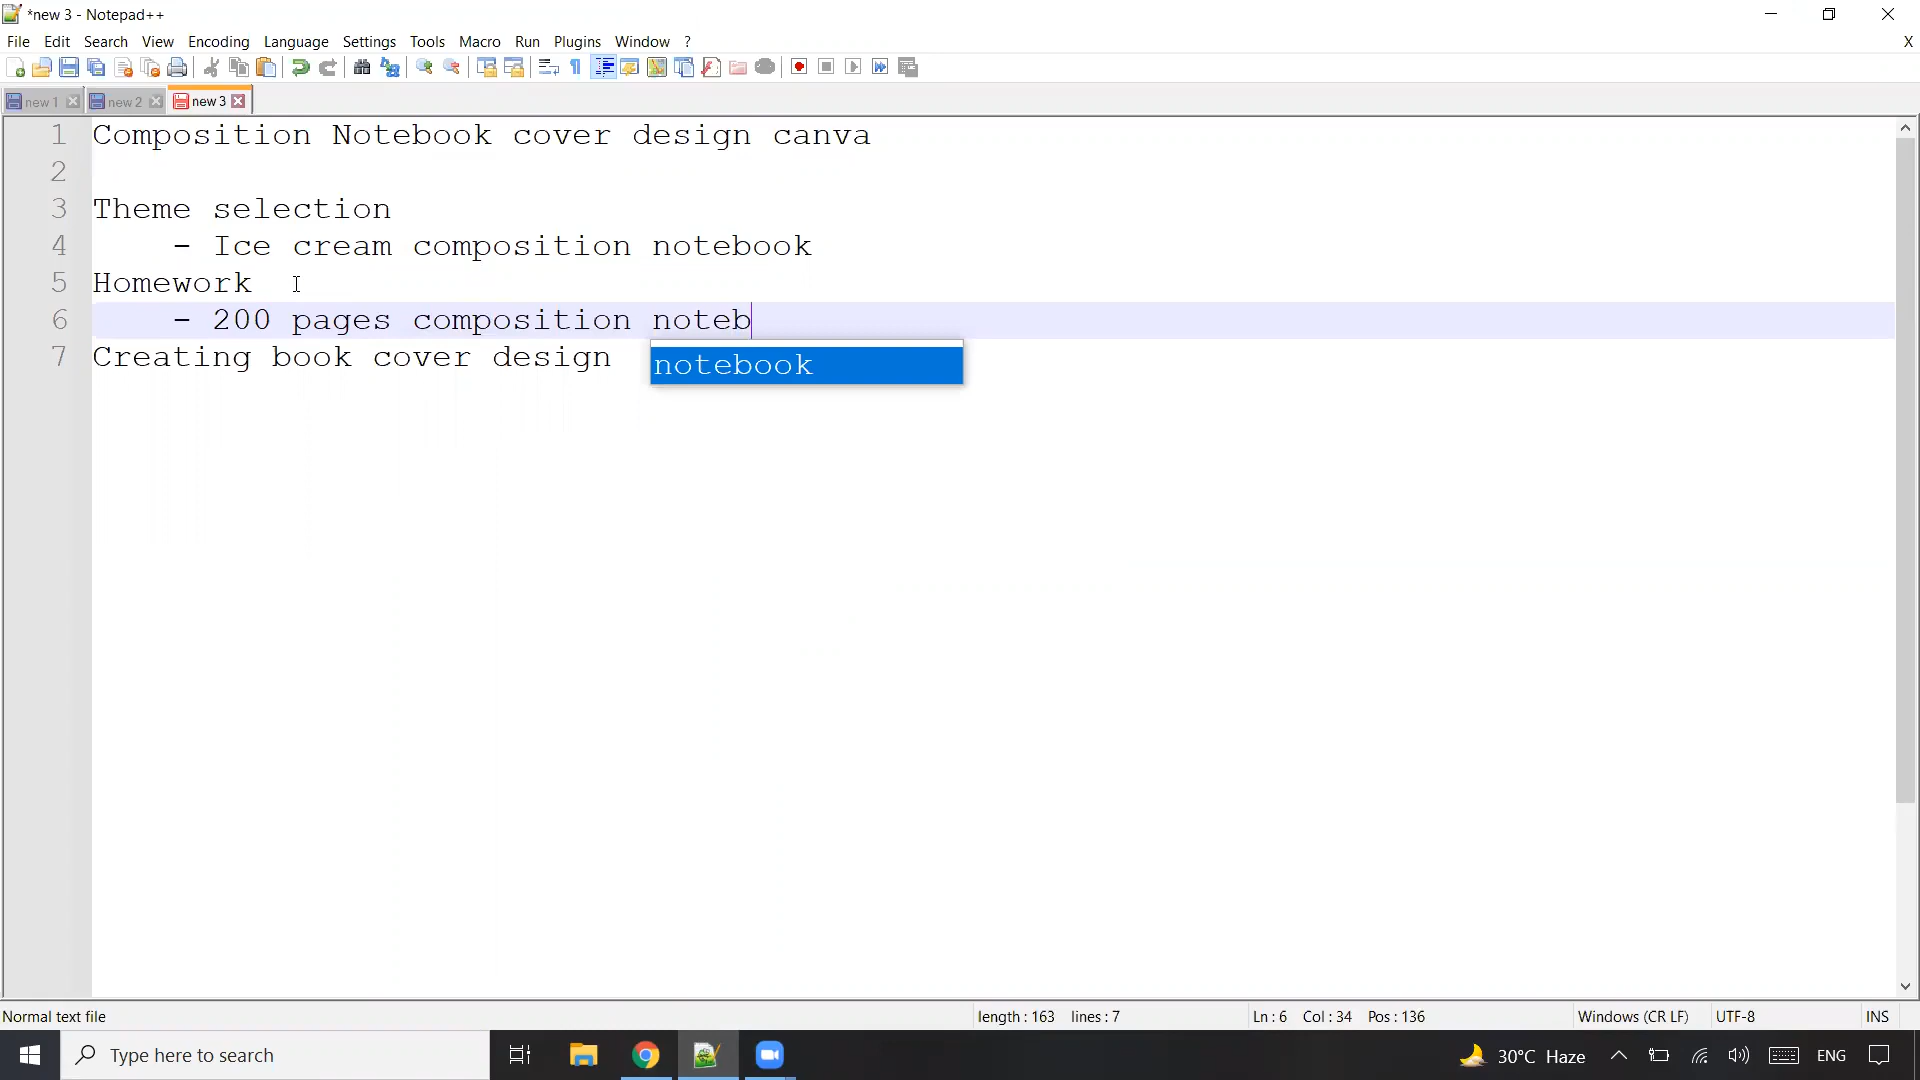 *new 3 - Notepad++
File Edit Search View Encoding Language Settings Tools Macro Run Plugins Window ? X
new 1 new 2 new 3
1 Composition Notebook cover design canva
2
3 Theme selection
4 - Ice cream composition notebook
5 Homework
6 - 200 pages composition noteb
notebook
7 Creating book cover design
Normal text file length : 163 lines : 7 Ln : 6 Col : 34 Pos : 136 Windows (CR LF) UTF-8 INS
Type here to search 30°C Haze ENG